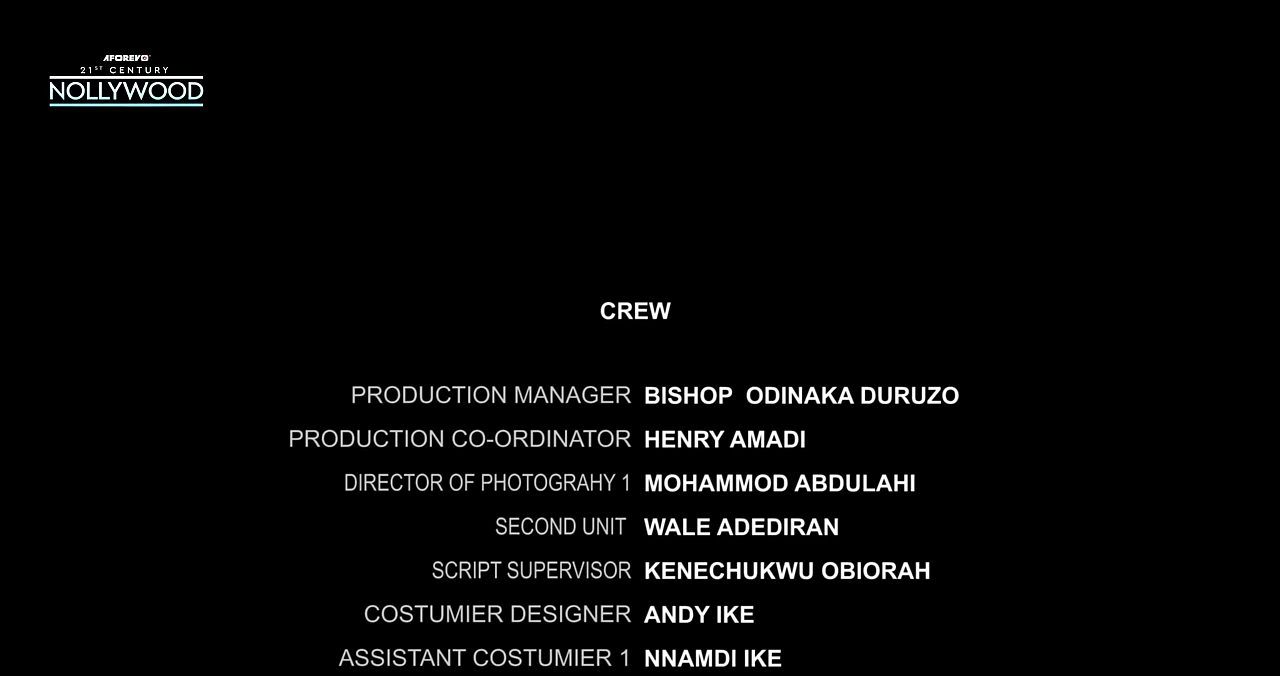 AFOREVO
21ST CENTURY
NOLLYWOOD
CREW
PRODUCTION MANAGER BISHOP ODINAKA DURUZO
PRODUCTION CO-ORDINATOR HENRY AMADI
DIRECTOR OF PHOTOGRAHY 1 MOHAMMOD ABDULAHI
SECOND UNIT WALE ADEDIRAN
SCRIPT SUPERVISOR KENECHUKWU OBIORAH
COSTUMIER DESIGNER ANDY IKE
ASSISTANT COSTUMIER 1 NNAMDI IKE